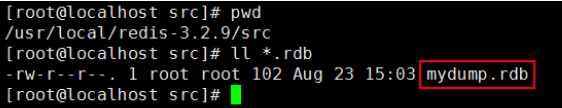 [root@localhost src]# pwd
/usr/local/redis-3.2.9/src
[root@localhost src]# ll *.rdb
-rw-r--r--. 1 root root 102 Aug 23 15:03 mydump.rdb
[root@localhost src]#